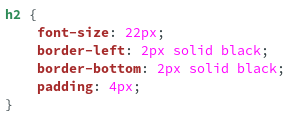 h2 {
    font-size: 22px;
    border-left: 2px solid black;
    border-bottom: 2px solid black;
    padding: 4px;
}